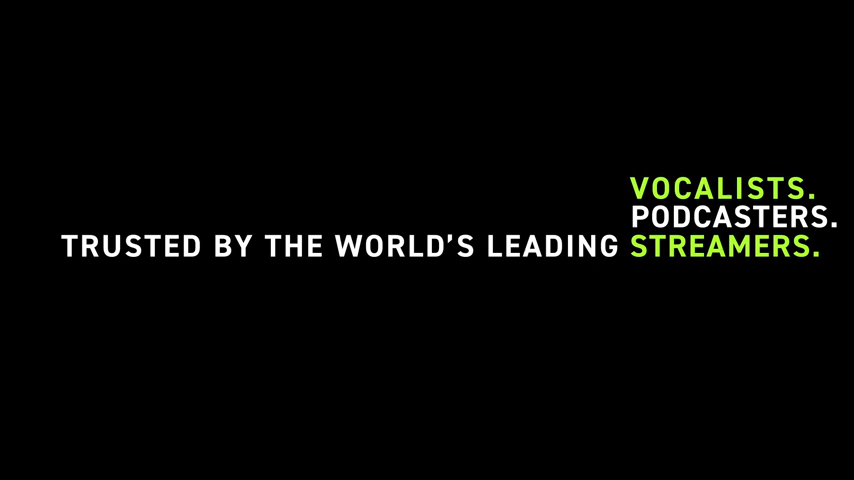 VOCALISTS.
PODCASTERS.
TRUSTED BY THE WORLD'S LEADING STREAMERS.